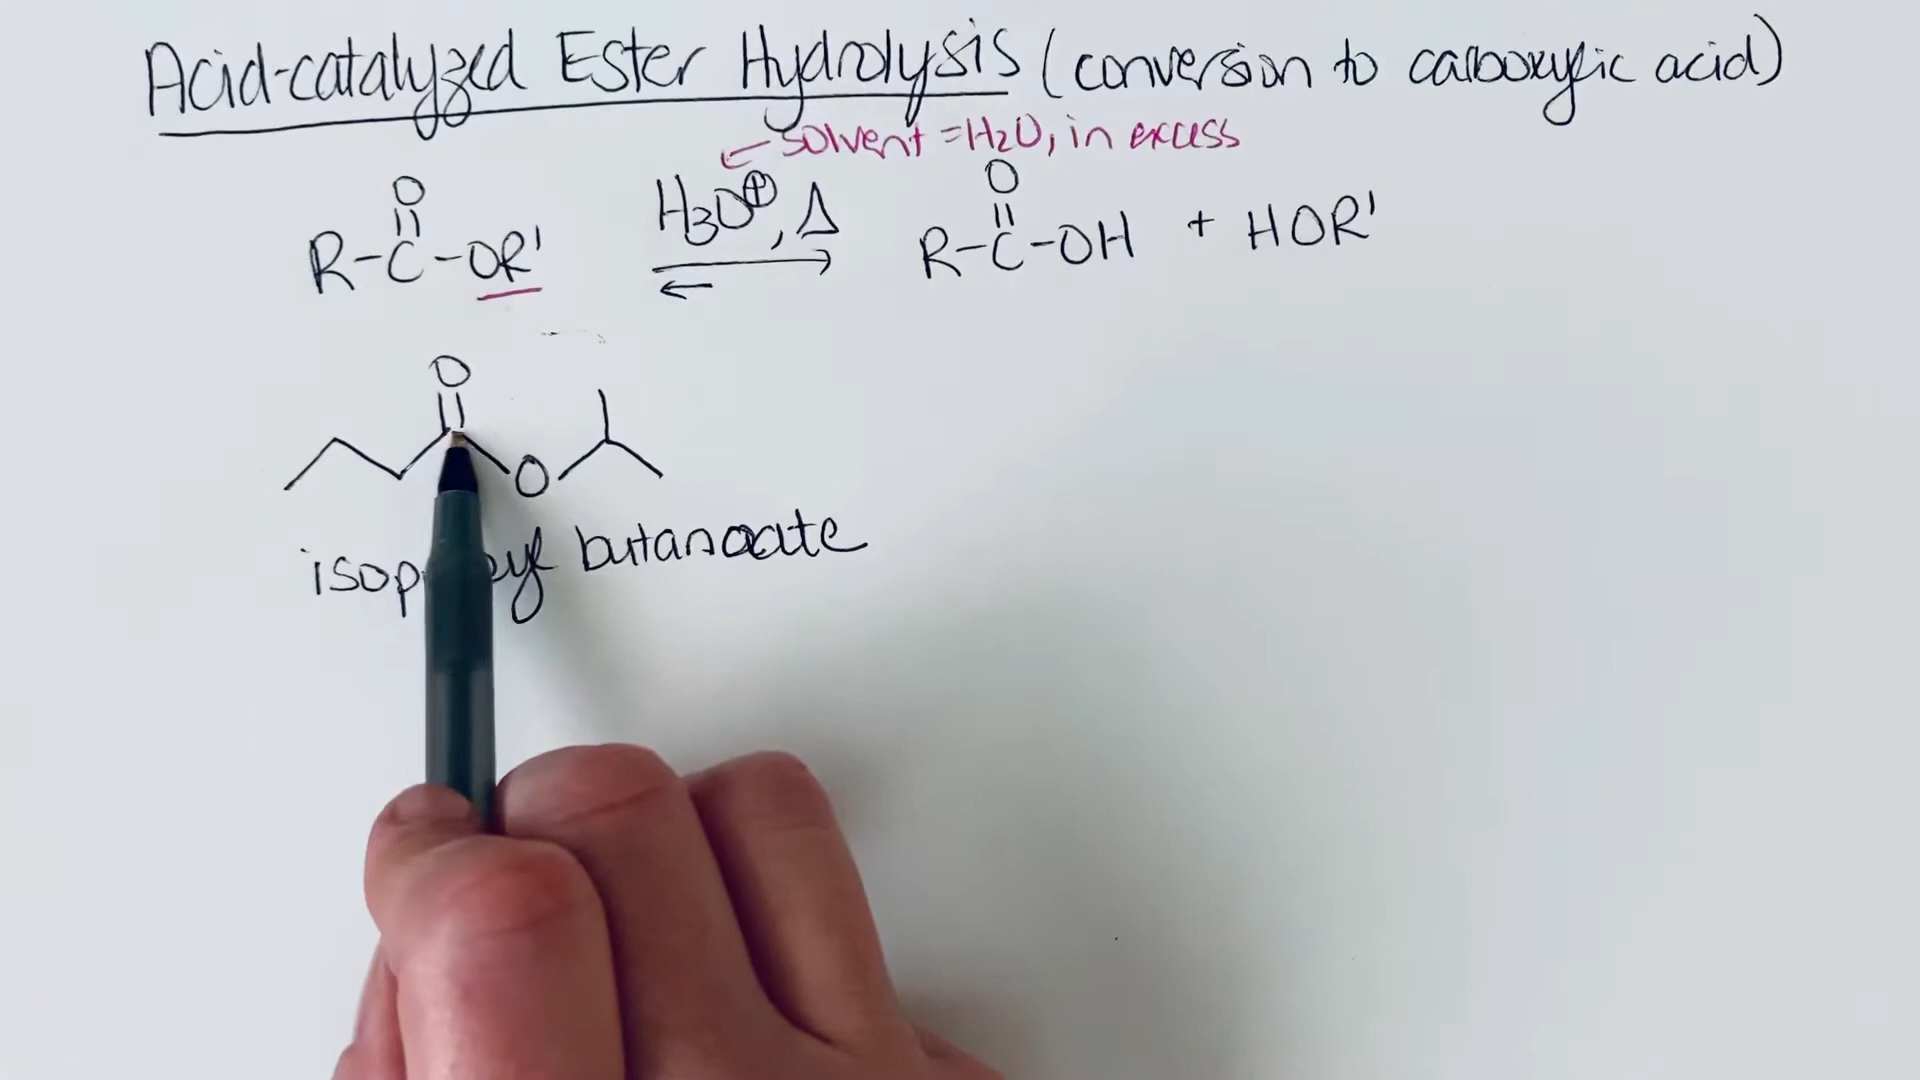 Acid-catalyzed Ester Hydrolysis (conversion to carboxylic acid)
solvent = H2O, in excess
O O
R-C-OR' H3O⊕, Δ R-C-OH + HOR'
O
O
butanoate